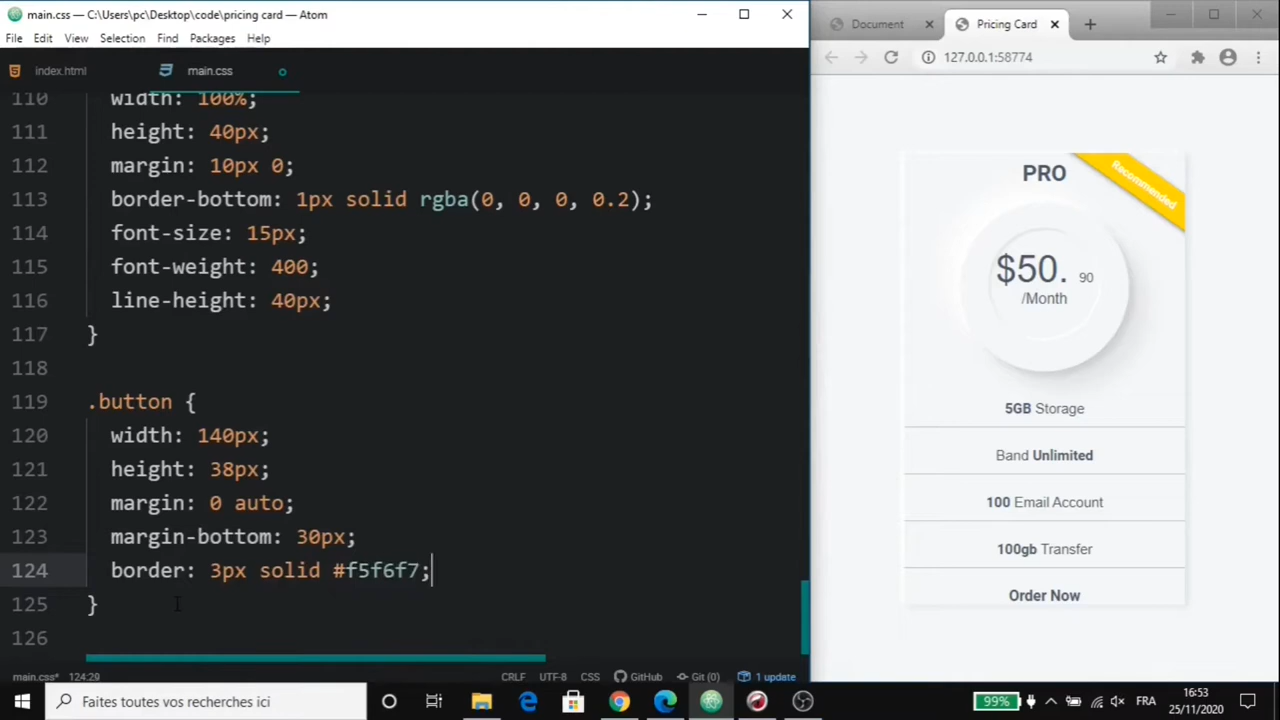 main.css — C:\Users\pc\Desktop\code\pricing card — Atom
File Edit View Selection Find Packages Help
index.html main.css
110 width: 100%;
111 height: 40px;
112 margin: 10px 0;
113 border-bottom: 1px solid rgba(0, 0, 0, 0.2);
114 font-size: 15px;
115 font-weight: 400;
116 line-height: 40px;
117 }
118
119 .button {
120 width: 140px;
121 height: 38px;
122 margin: 0 auto;
123 margin-bottom: 30px;
124 border: 3px solid #f5f6f7;
125 }
126
main.css* 124:29 CRLF UTF-8 CSS GitHub Git (0) 1 update
Document Pricing Card
127.0.0.1:58774
PRO
Recommended
$50. 90
/Month
5GB Storage
Band Unlimited
100 Email Account
100gb Transfer
Order Now
Faites toutes vos recherches ici
99% FRA 16:53
25/11/2020